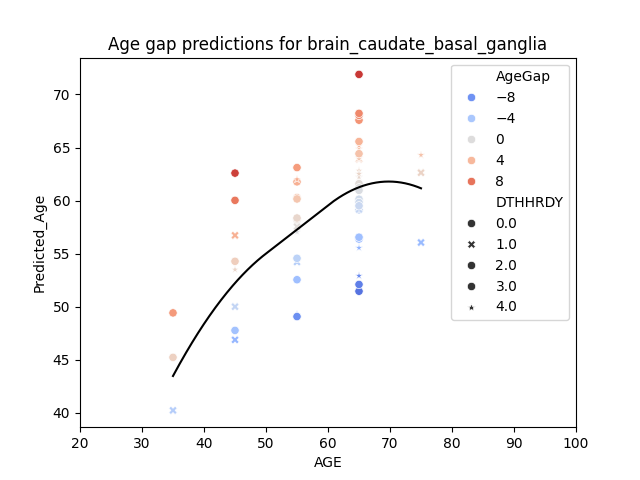 Age gap predictions for brain_caudate_basal_ganglia
Predicted_Age
70
65
60
55
50
45
40
20 30 40 50 60 70 80 90 100
AGE
AgeGap
−8
−4
0
4
8
DTHHRDY
0.0
1.0
2.0
3.0
4.0